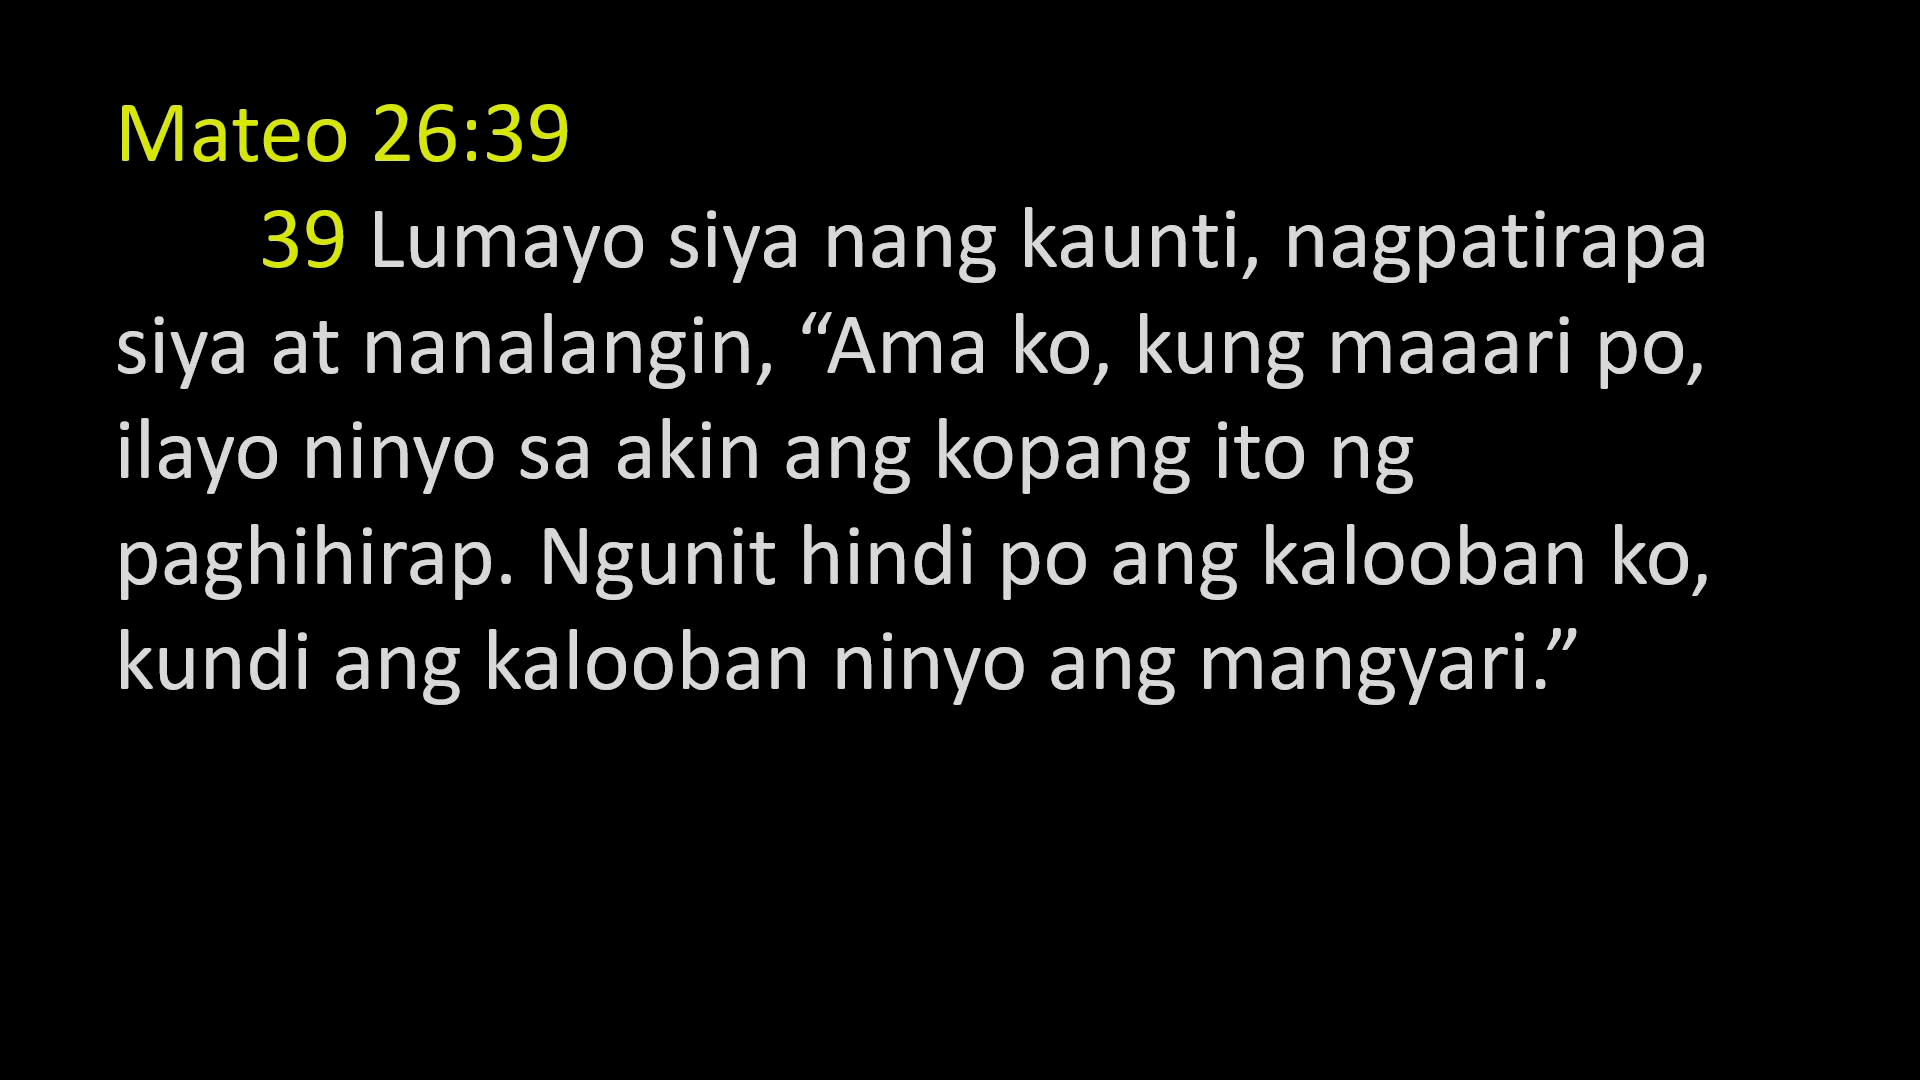 Mateo 26:39
39 Lumayo siya nang kaunti, nagpatirapa
siya at nanalangin, “Ama ko, kung maaari po,
ilayo ninyo sa akin ang kopang ito ng
paghihirap. Ngunit hindi po ang kalooban ko,
kundi ang kalooban ninyo ang mangyari.”